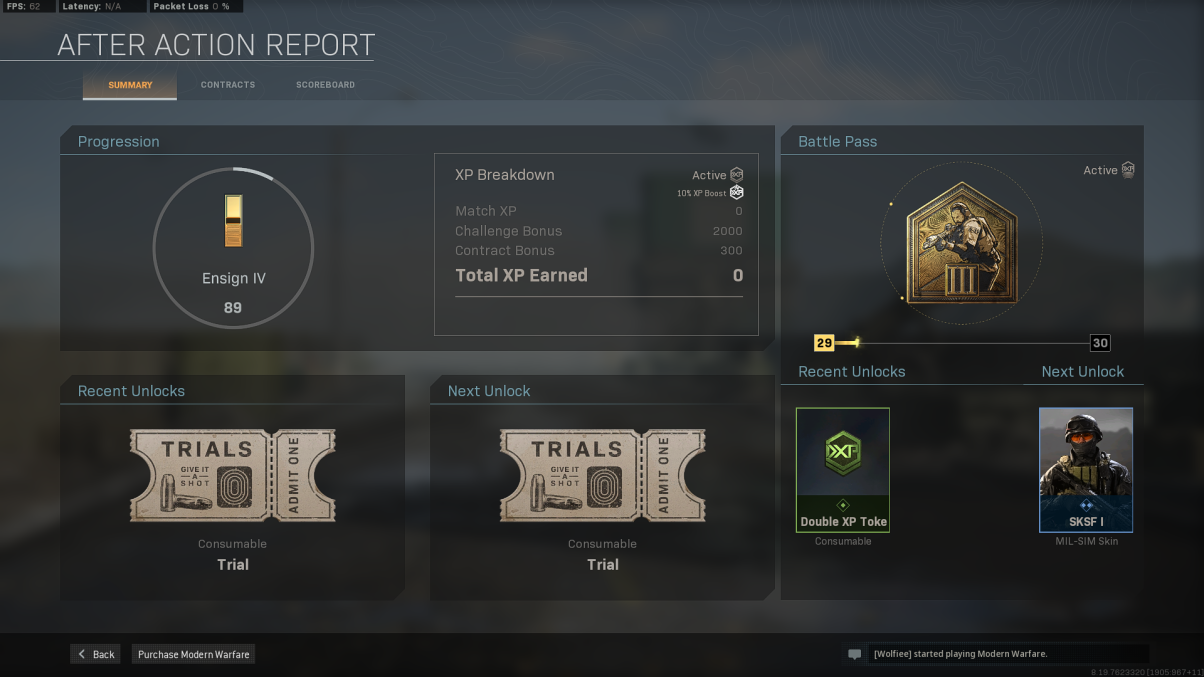 FPS: 62 Latency: N/A Packet Loss 0 %
AFTER ACTION REPORT
SUMMARY CONTRACTS SCOREBOARD
Progression
Ensign IV
89
XP Breakdown Active
10% XP Boost
Match XP 0
Challenge Bonus 2000
Contract Bonus 300
Total XP Earned 0
Battle Pass
Active
III
29 30
Recent Unlocks
TRIALS
GIVE IT
A
SHOT
ADMIT ONE
Consumable
Trial
Next Unlock
TRIALS
GIVE IT
A
SHOT
ADMIT ONE
Consumable
Trial
Recent Unlocks
2XP
Double XP Toke
Consumable
Next Unlock
SKSF I
MIL-SIM Skin
Back Purchase Modern Warfare
[Wolfiee] started playing Modern Warfare.